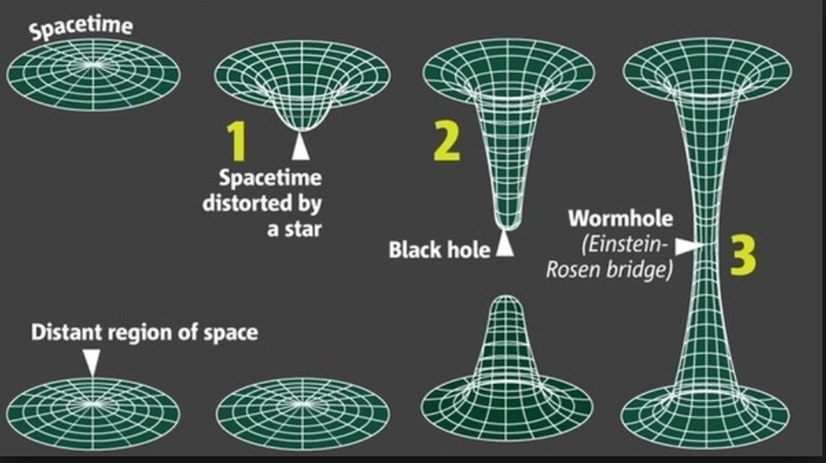 Spacetime
1
Spacetime
distorted by
a star
2
Black hole
Wormhole
(Einstein-
Rosen bridge)
3
Distant region of space